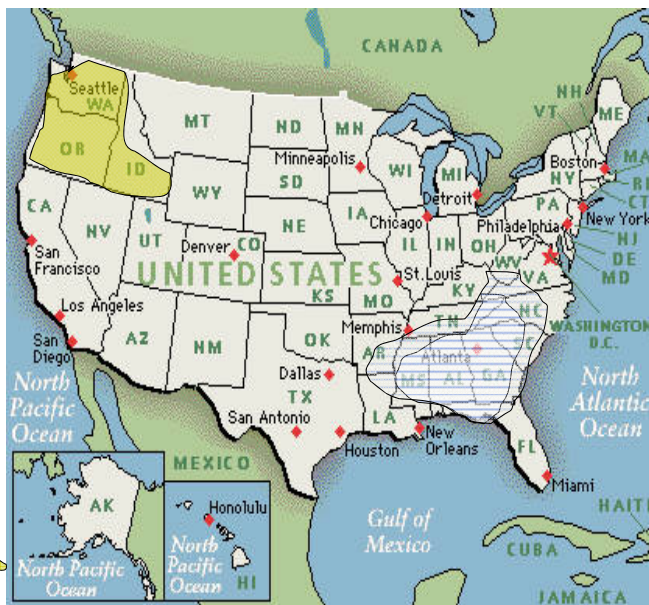 CANADA
Seattle
WA
MT
ND
MN
NH
VT
ME
OR
ID
Minneapolis
WI
MI
Boston
MA
WY
SD
NY
RI
CT
CA
NV
UT
Denver
CO
NE
IA
Chicago
Detroit
PA
Philadelphia
New York
NJ
San
Francisco
IL
IN
OH
WV
VA
DE
MD
UNITED STATES
St. Louis
KS
MO
KY
Los Angeles
San
Diego
AZ
NM
OK
Memphis
TN
NC
WASHINGTON
D.C.
AR
Atlanta
SC
Dallas
TX
MS
AL
GA
North
Pacific
Ocean
North
Atlantic
Ocean
San Antonio
LA
Houston
New
Orleans
FL
Miami
MEXICO
AK
Honolulu
Gulf of
Mexico
HAITI
North Pacific
Ocean
North
Pacific
Ocean
HI
CUBA
JAMAICA